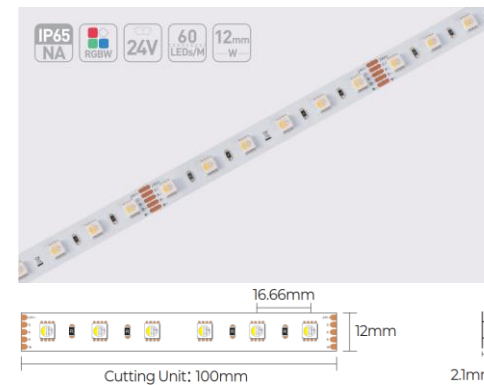 IP65
NA
RGBW
24V
60
LEDs/M
12mm
W
16.66mm
12mm
Cutting Unit: 100mm
2.1mm